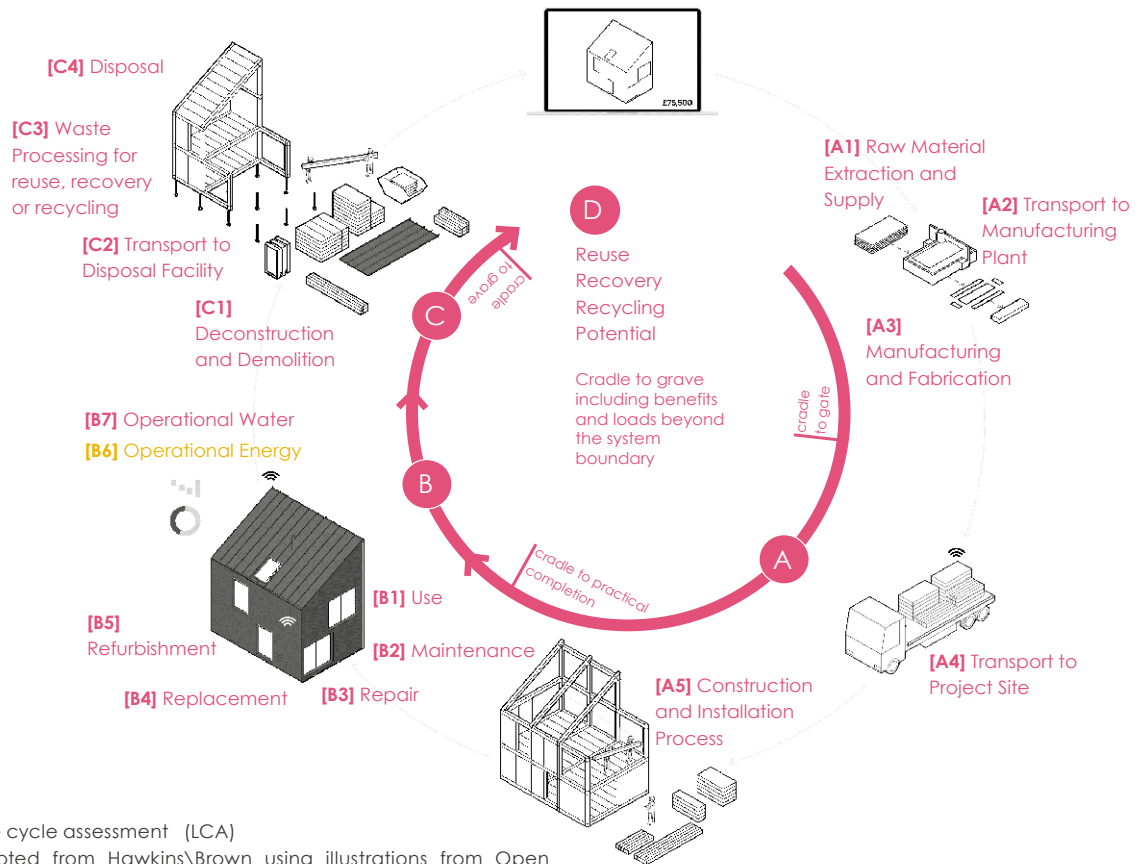 £75,500
[A1] Raw Material
Extraction and
Supply
[A2] Transport to
Manufacturing
Plant
[A3]
Manufacturing
and Fabrication
[A4] Transport to
Project Site
[A5] Construction
and Installation
Process
[B1] Use
[B2] Maintenance
[B3] Repair
[B4] Replacement
[B5]
Refurbishment
[B6] Operational Energy
[B7] Operational Water
[C1]
Deconstruction
and Demolition
[C2] Transport to
Disposal Facility
[C3] Waste
Processing for
reuse, recovery
or recycling
[C4] Disposal
D
Reuse
Recovery
Recycling
Potential
Cradle to grave
including benefits
and loads beyond
the system
boundary
cradle
to gate
A
cradle to practical
completion
B
C
cradle
to grave
cycle assessment (LCA)
from Hawkins\Brown using illustrations from Open